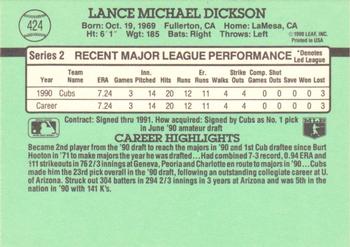 424
LANCE MICHAEL DICKSON
Born: Oct. 19, 1969 Fullerton, CA Home: LaMesa, CA
Ht: 6' 1" Wgt: 185 Bats: Right Throws: Left
©1990 LEAF, INC.
PRINTED IN USA
Series 2 RECENT MAJOR LEAGUE PERFORMANCE *Denotes Led League
ERA Games Inn. Pitched Hits Runs Er. Runs Walks Strike Outs Comp. Games Shut Outs Saves Won Lost
1990 Cubs 7.24 3 14 20 12 11 4 4 0 0 0 0 3
Career 7.24 3 14 20 12 11 4 4 0 0 0 0 3
Contract: Signed thru 1991. How acquired: Signed by Cubs as No. 1 pick
in June '90 amateur draft
CAREER HIGHLIGHTS
Became 2nd player from the '90 draft to reach the majors in '90 and 1st Cub draftee since Burt
Hooton in '71 to make majors the year he was drafted...Had combined 7-3 record, 0.94 ERA and
111 strikeouts in 76 2/3 innings at Geneva, Peoria and Charlotte en route to majors in '90... Cubs
made him the 23rd pick overall in the '90 draft, following an outstanding collegiate career at U. of
Arizona. Struck out 304 batters in 294 2/3 innings in 3 years at Arizona and was 5th in the
nation in '90 with 141 K's.